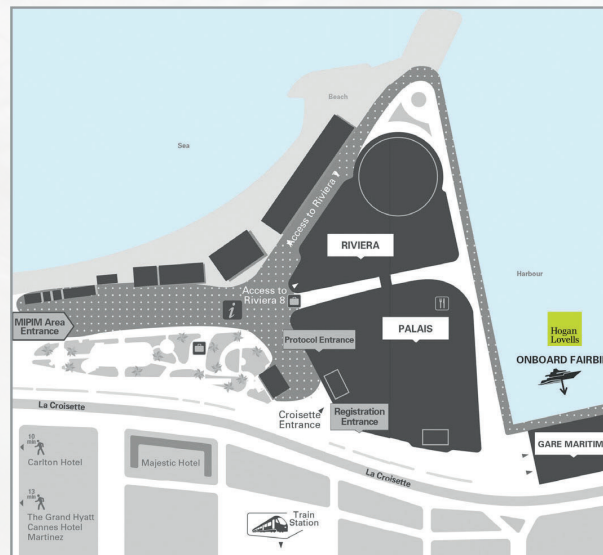 Beach
Sea
Access to Riviera 7
RIVIERA
Harbour
Access to
Riviera 8
i
MIPIM Area
Entrance
Protocol Entrance
PALAIS
Hogan
Lovells
ONBOARD FAIRBI
La Croisette
Croisette
Entrance
Registration
Entrance
GARE MARITIM
10
min
Carlton Hotel
Majestic Hotel
La Croisette
13
min
The Grand Hyatt
Cannes Hotel
Martinez
Train
Station